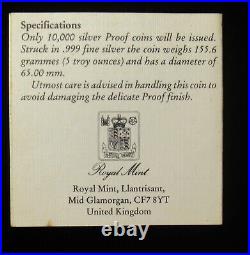 Specifications
Only 10,000 silver Proof coins will be issued.
Struck in .999 fine silver the coin weighs 155.6
grammes (5 troy ounces) and has a diameter
of 65.00 mm.
Utmost care is advised in handling this coin to
avoid damaging the delicate Proof finish.
Royal Mint
Royal Mint, Llantrisant,
Mid Glamorgan, CF7 8YT
United Kingdom